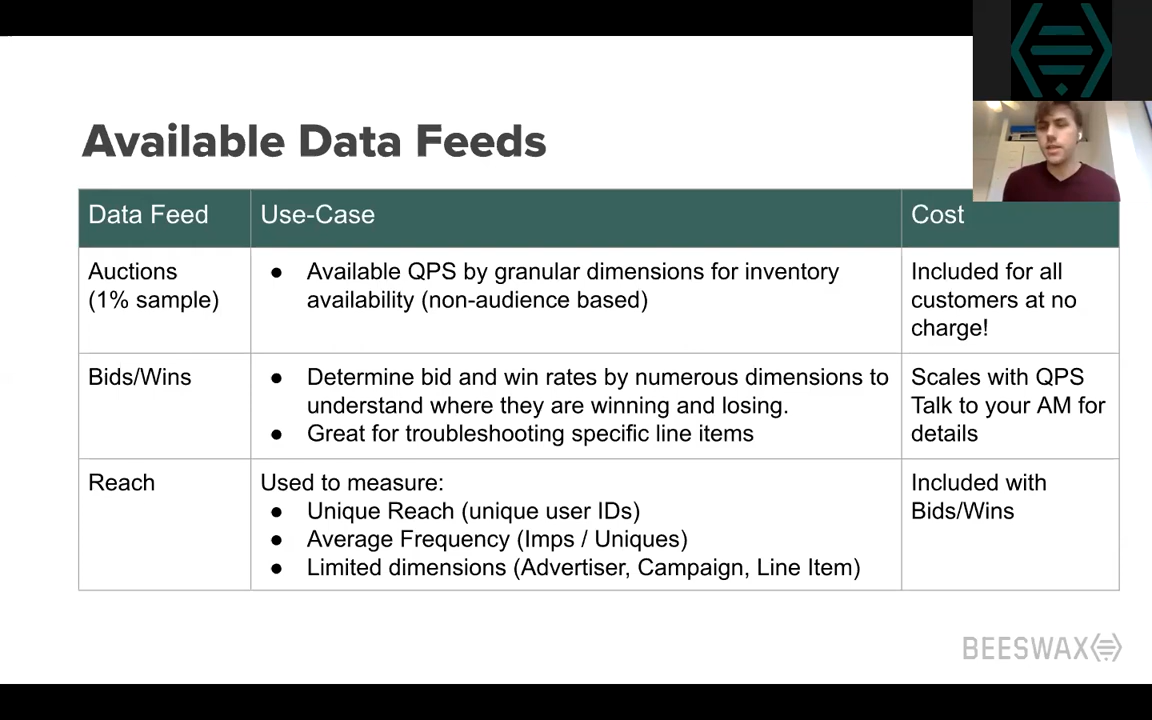 Available Data Feeds
Data Feed
Use-Case
Cost
Auctions
(1% sample)
● Available QPS by granular dimensions for inventory
availability (non-audience based)
Included for all
customers at no
charge!
Bids/Wins
● Determine bid and win rates by numerous dimensions to
understand where they are winning and losing.
● Great for troubleshooting specific line items
Scales with QPS
Talk to your AM for
details
Reach
Used to measure:
● Unique Reach (unique user IDs)
● Average Frequency (Imps / Uniques)
● Limited dimensions (Advertiser, Campaign, Line Item)
Included with
Bids/Wins
BEESWAX